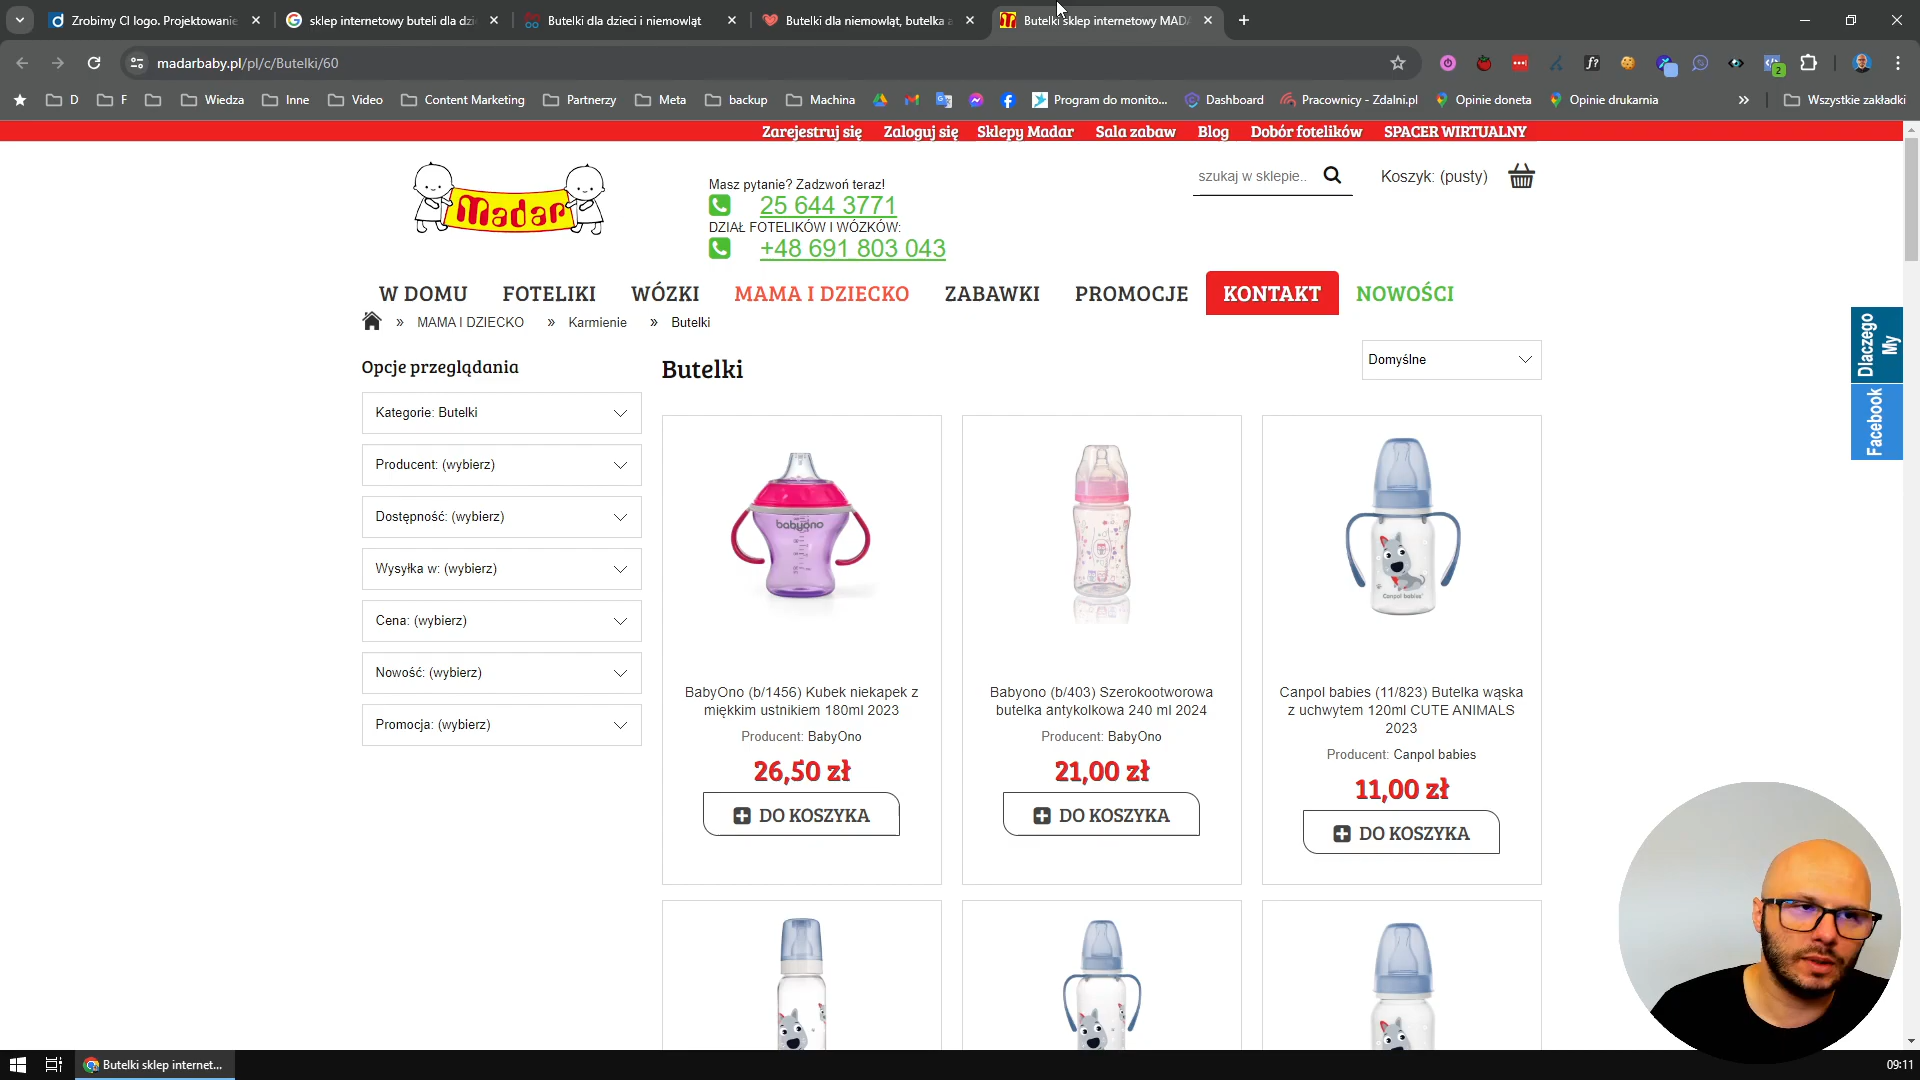 Zrobimy CI logo. Projektowanie
sklep internetowy buteli dla dzi
Butelki dla dzieci i niemowląt
Butelki dla niemowląt, butelka a
Butelki sklep internetowy MADA
madarbaby.pl/pl/c/Butelki/60
D
F
Wiedza
Inne
Video
Content Marketing
Partnerzy
Meta
backup
Machina
Program do monito...
Dashboard
Pracownicy - Zdalni.pl
Opinie doneta
Opinie drukarnia
Wszystkie zakładki
Zarejestruj się
Zaloguj się
Sklepy Madar
Sala zabaw
Blog
Dobór fotelików
SPACER WIRTUALNY
Madar
Masz pytanie? Zadzwoń teraz!
25 644 3771
DZIAŁ FOTELIKÓW I WÓZKÓW:
+48 691 803 043
szukaj w sklepie..
Koszyk: (pusty)
W DOMU
FOTELIKI
WÓZKI
MAMA I DZIECKO
ZABAWKI
PROMOCJE
KONTAKT
NOWOŚCI
» MAMA I DZIECKO » Karmienie » Butelki
Dlaczego My
Facebook
Opcje przeglądania
Kategorie: Butelki
Producent: (wybierz)
Dostępność: (wybierz)
Wysyłka w: (wybierz)
Cena: (wybierz)
Nowość: (wybierz)
Promocja: (wybierz)
Butelki
Domyślne
babyono
BabyOno (b/1456) Kubek niekapek z
miękkim ustnikiem 180ml 2023
Producent: BabyOno
26,50 zł
DO KOSZYKA
Babyono (b/403) Szerokootworowa
butelka antykolkowa 240 ml 2024
Producent: BabyOno
21,00 zł
DO KOSZYKA
Canpol babies
Canpol babies (11/823) Butelka wąska
z uchwytem 120ml CUTE ANIMALS
2023
Producent: Canpol babies
11,00 zł
DO KOSZYKA
Butelki sklep internet...
09:11